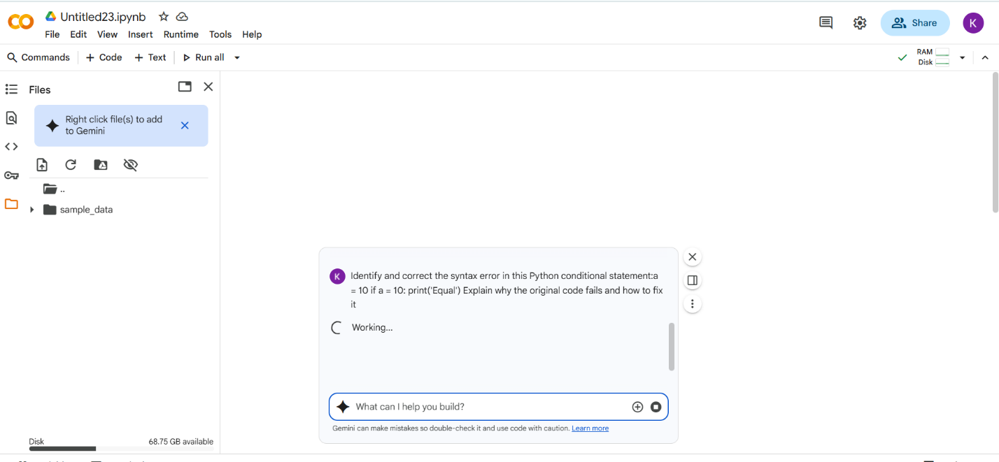 Untitled23.ipynb
File Edit View Insert Runtime Tools Help
Share
K
Commands + Code + Text Run all
RAM
Disk
Files
Right click file(s) to add
to Gemini
..
sample_data
K
Identify and correct the syntax error in this Python conditional statement:a
= 10 if a = 10: print('Equal') Explain why the original code fails and how to fix
it
Working...
What can I help you build?
Gemini can make mistakes so double-check it and use code with caution. Learn more
Disk
68.75 GB available